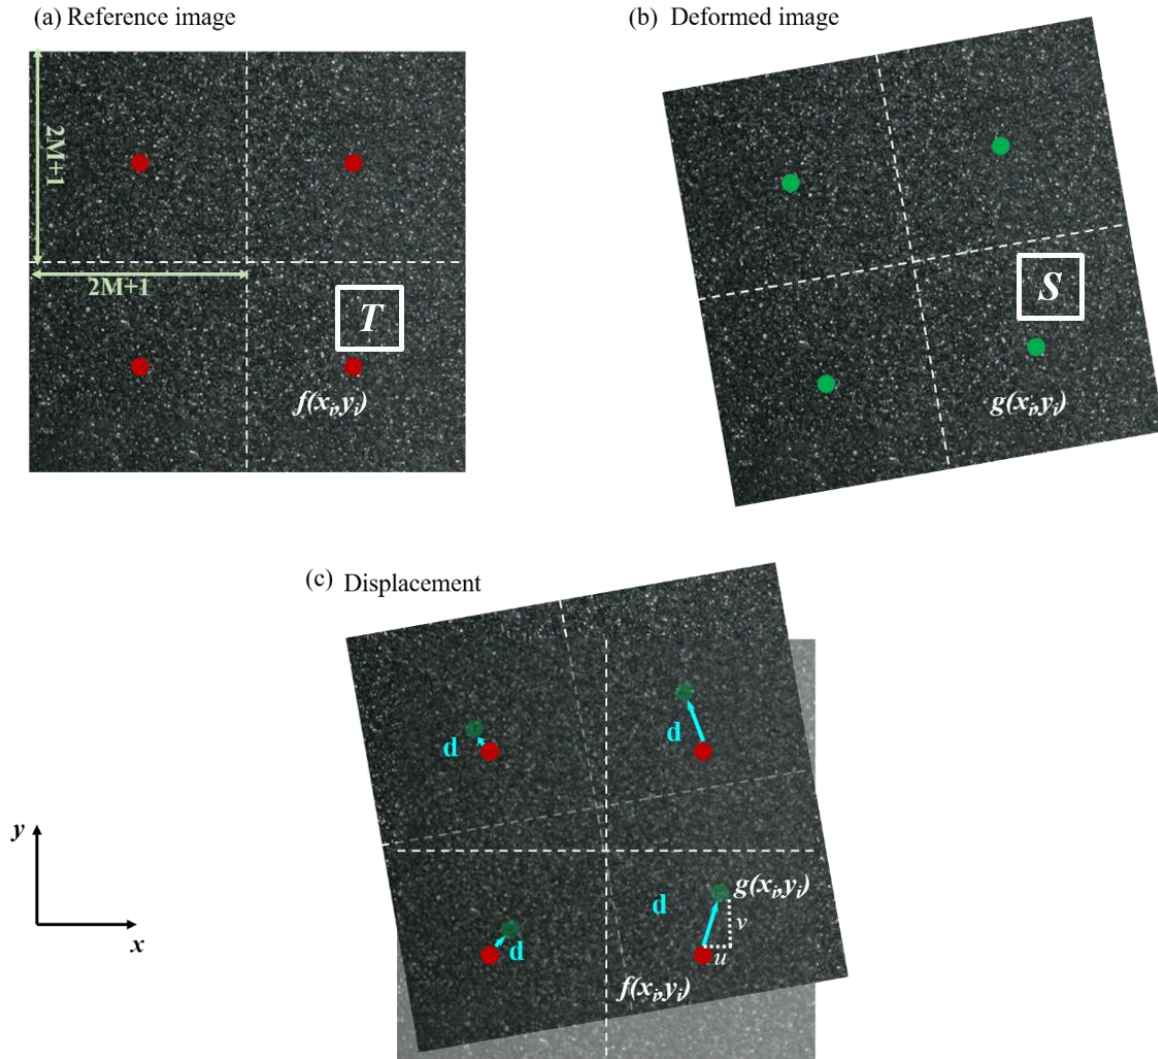 (a) Reference image
(b) Deformed image
2M+1
2M+1
T
f(xᵢ,yᵢ)
S
g(xᵢ,yᵢ)
(c) Displacement
d
d
d
d
g(xᵢ,yᵢ)
v
u
f(xᵢ,yᵢ)
y
x